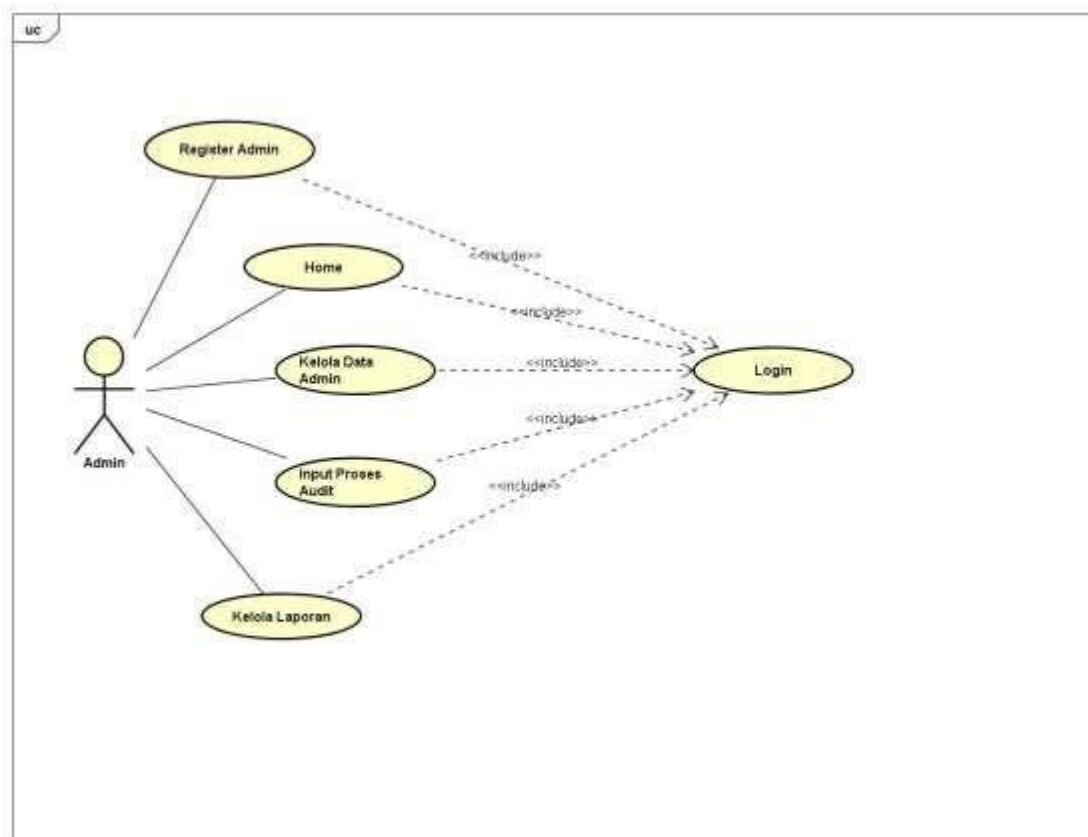 uc
Register Admin
<<include>>
Home
<<include>>
Kelola Data
Admin
<<include>>
Login
<<include>>
Admin
Input Proses
Audit
<<include>>
Kelola Laporan